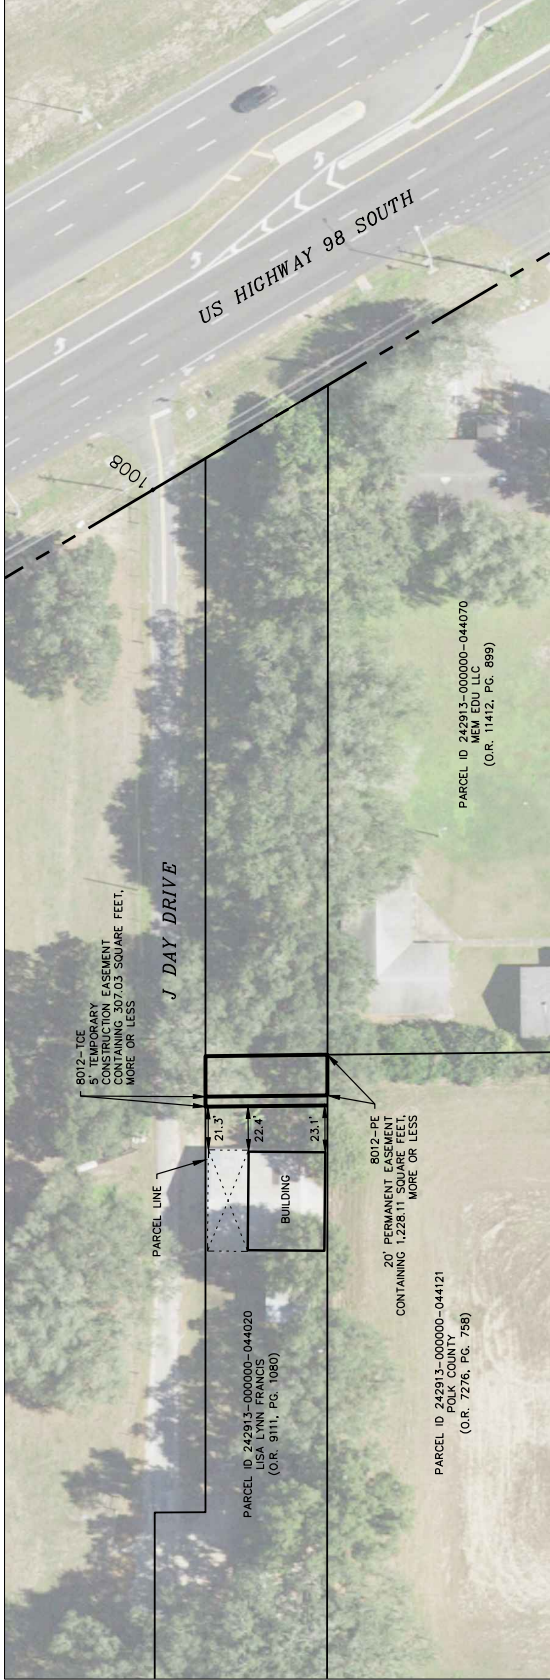 US HIGHWAY 98 SOUTH
1008
J DAY DRIVE
8012-TCE
5' TEMPORARY
CONSTRUCTION EASEMENT
CONTAINING 307.03 SQUARE FEET,
MORE OR LESS
PARCEL LINE
21.3'
22.4'
23.1'
BUILDING
8012-PE
20' PERMANENT EASEMENT
CONTAINING 1,228.11 SQUARE FEET,
MORE OR LESS
PARCEL ID 242913-000000-044020
LISA LYNN FRANCIS
(O.R. 9111, PG. 1080)
PARCEL ID 242913-000000-044121
POLK COUNTY
(O.R. 7276, PG. 758)
PARCEL ID 242913-000000-044070
MEM EDU LLC
(O.R. 11412, PG. 899)